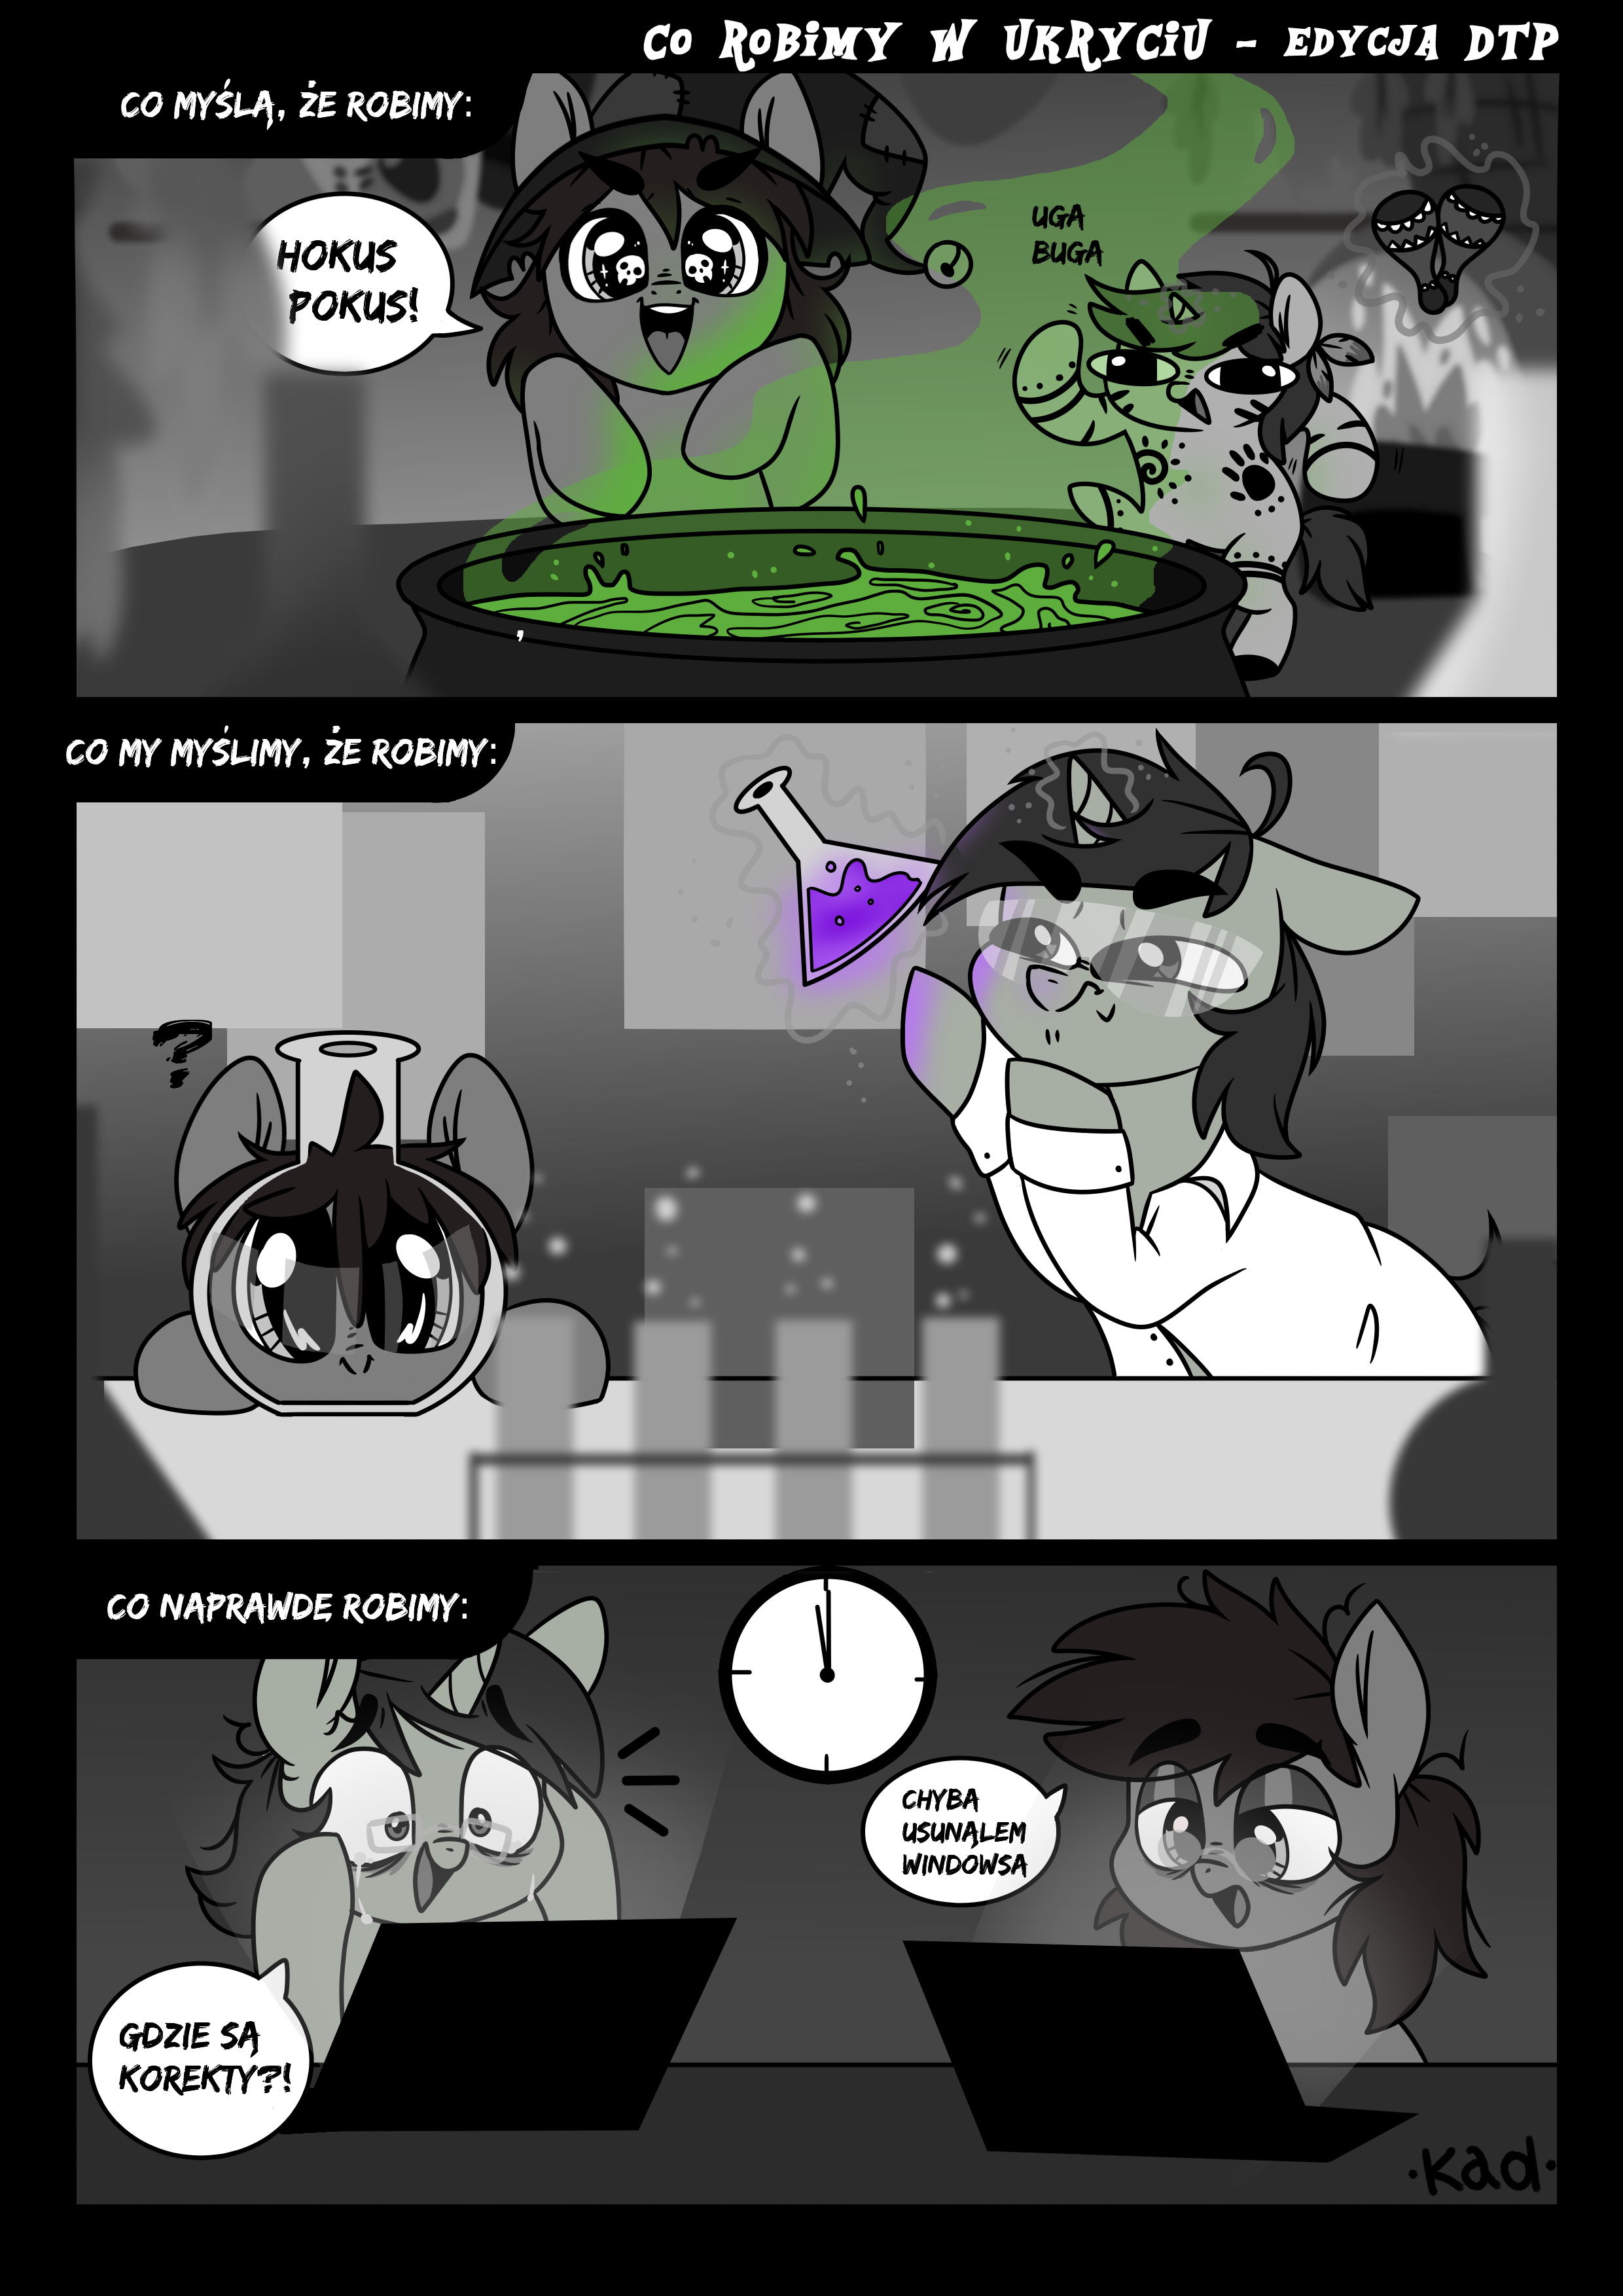 Co RoBiMY W UKRYCiU - EDYCJA DTP
CO MYŚLĄ, ŻE ROBIMY:
HOKUS
POKUS!
UGA
BUGA
,
CO MY MYŚLIMY, ŻE ROBIMY:
?
CO NAPRAWDĘ ROBIMY:
CHYBA
USUNĄŁEM
WINDOWSA
GDZIE SĄ
KOREKTY?!
·Kad·